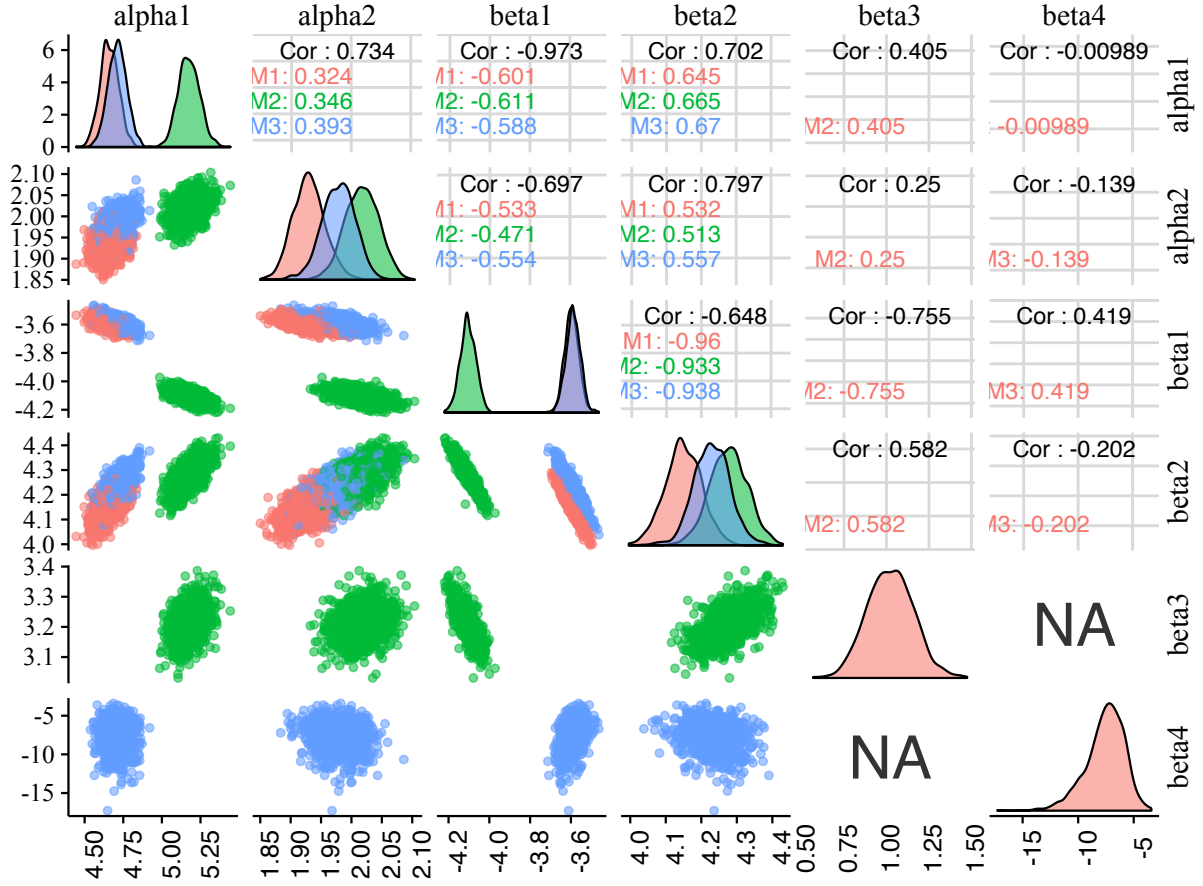 alpha1 alpha2 beta1 beta2 beta3 beta4
6 Cor : 0.734 Cor : -0.973 Cor : 0.702 Cor : 0.405 Cor : -0.00989 alpha1
4 M1: 0.324 M1: -0.601 M1: 0.645
2 M2: 0.346 M2: -0.611 M2: 0.665
M3: 0.393 M3: -0.588 M3: 0.67 M2: 0.405 : -0.00989
0
2.10 Cor : -0.697 Cor : 0.797 Cor : 0.25 Cor : -0.139 alpha2
2.05 M1: -0.533 M1: 0.532
2.00 M2: -0.471 M2: 0.513
1.95 M3: -0.554 M3: 0.557 M2: 0.25 M3: -0.139
1.90
1.85
-3.6 Cor : -0.648 Cor : -0.755 Cor : 0.419 beta1
-3.8 M1: -0.96
-4.0 M2: -0.933
-4.2 M3: -0.938 M2: -0.755 M3: 0.419
4.4 Cor : 0.582 Cor : -0.202 beta2
4.3
4.2
4.1 M2: 0.582 M3: -0.202
4.0
3.4 beta3
3.3
3.2 NA
3.1
-5 beta4
-10 NA
-15
4.50 4.75 5.00 5.25 1.85 1.90 1.95 2.00 2.05 2.10 -4.2 -4.0 -3.8 -3.6 4.0 4.1 4.2 4.3 4.4 0.50 0.75 1.00 1.25 1.50 -15 -10 -5